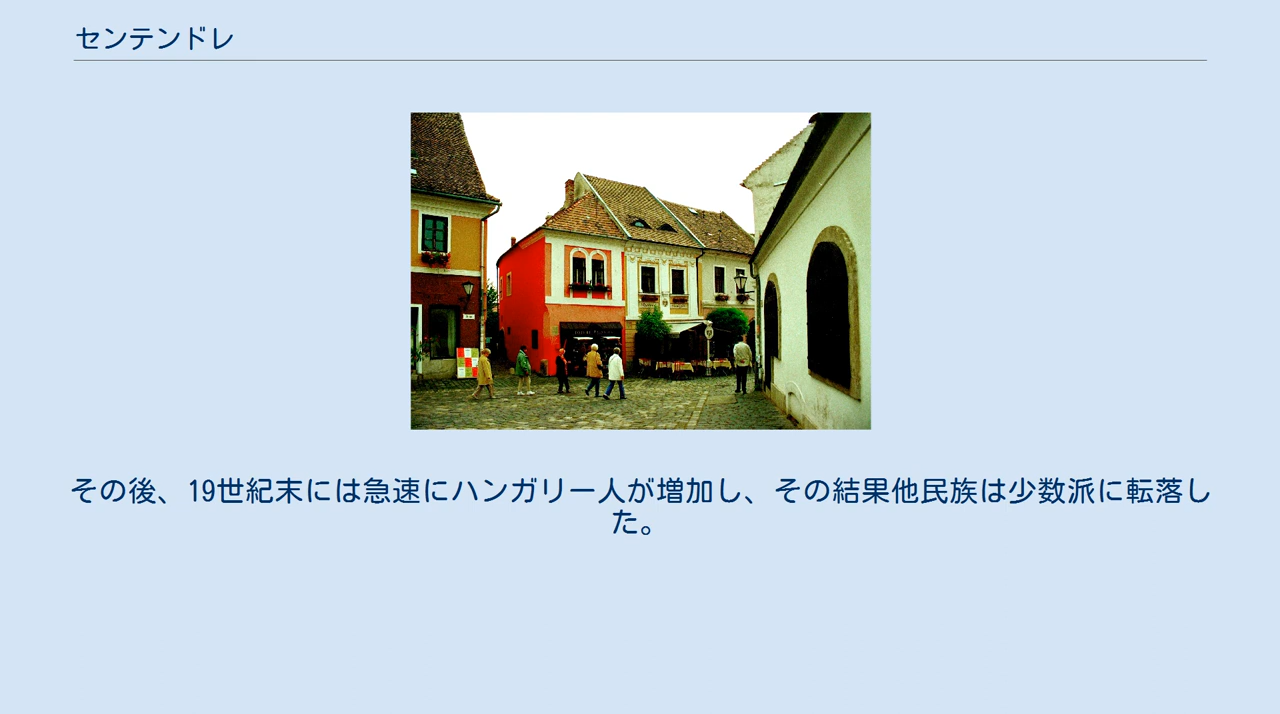 センテンドレ
その後、19世紀末には急速にハンガリー人が増加し、その結果他民族は少数派に転落し
た。